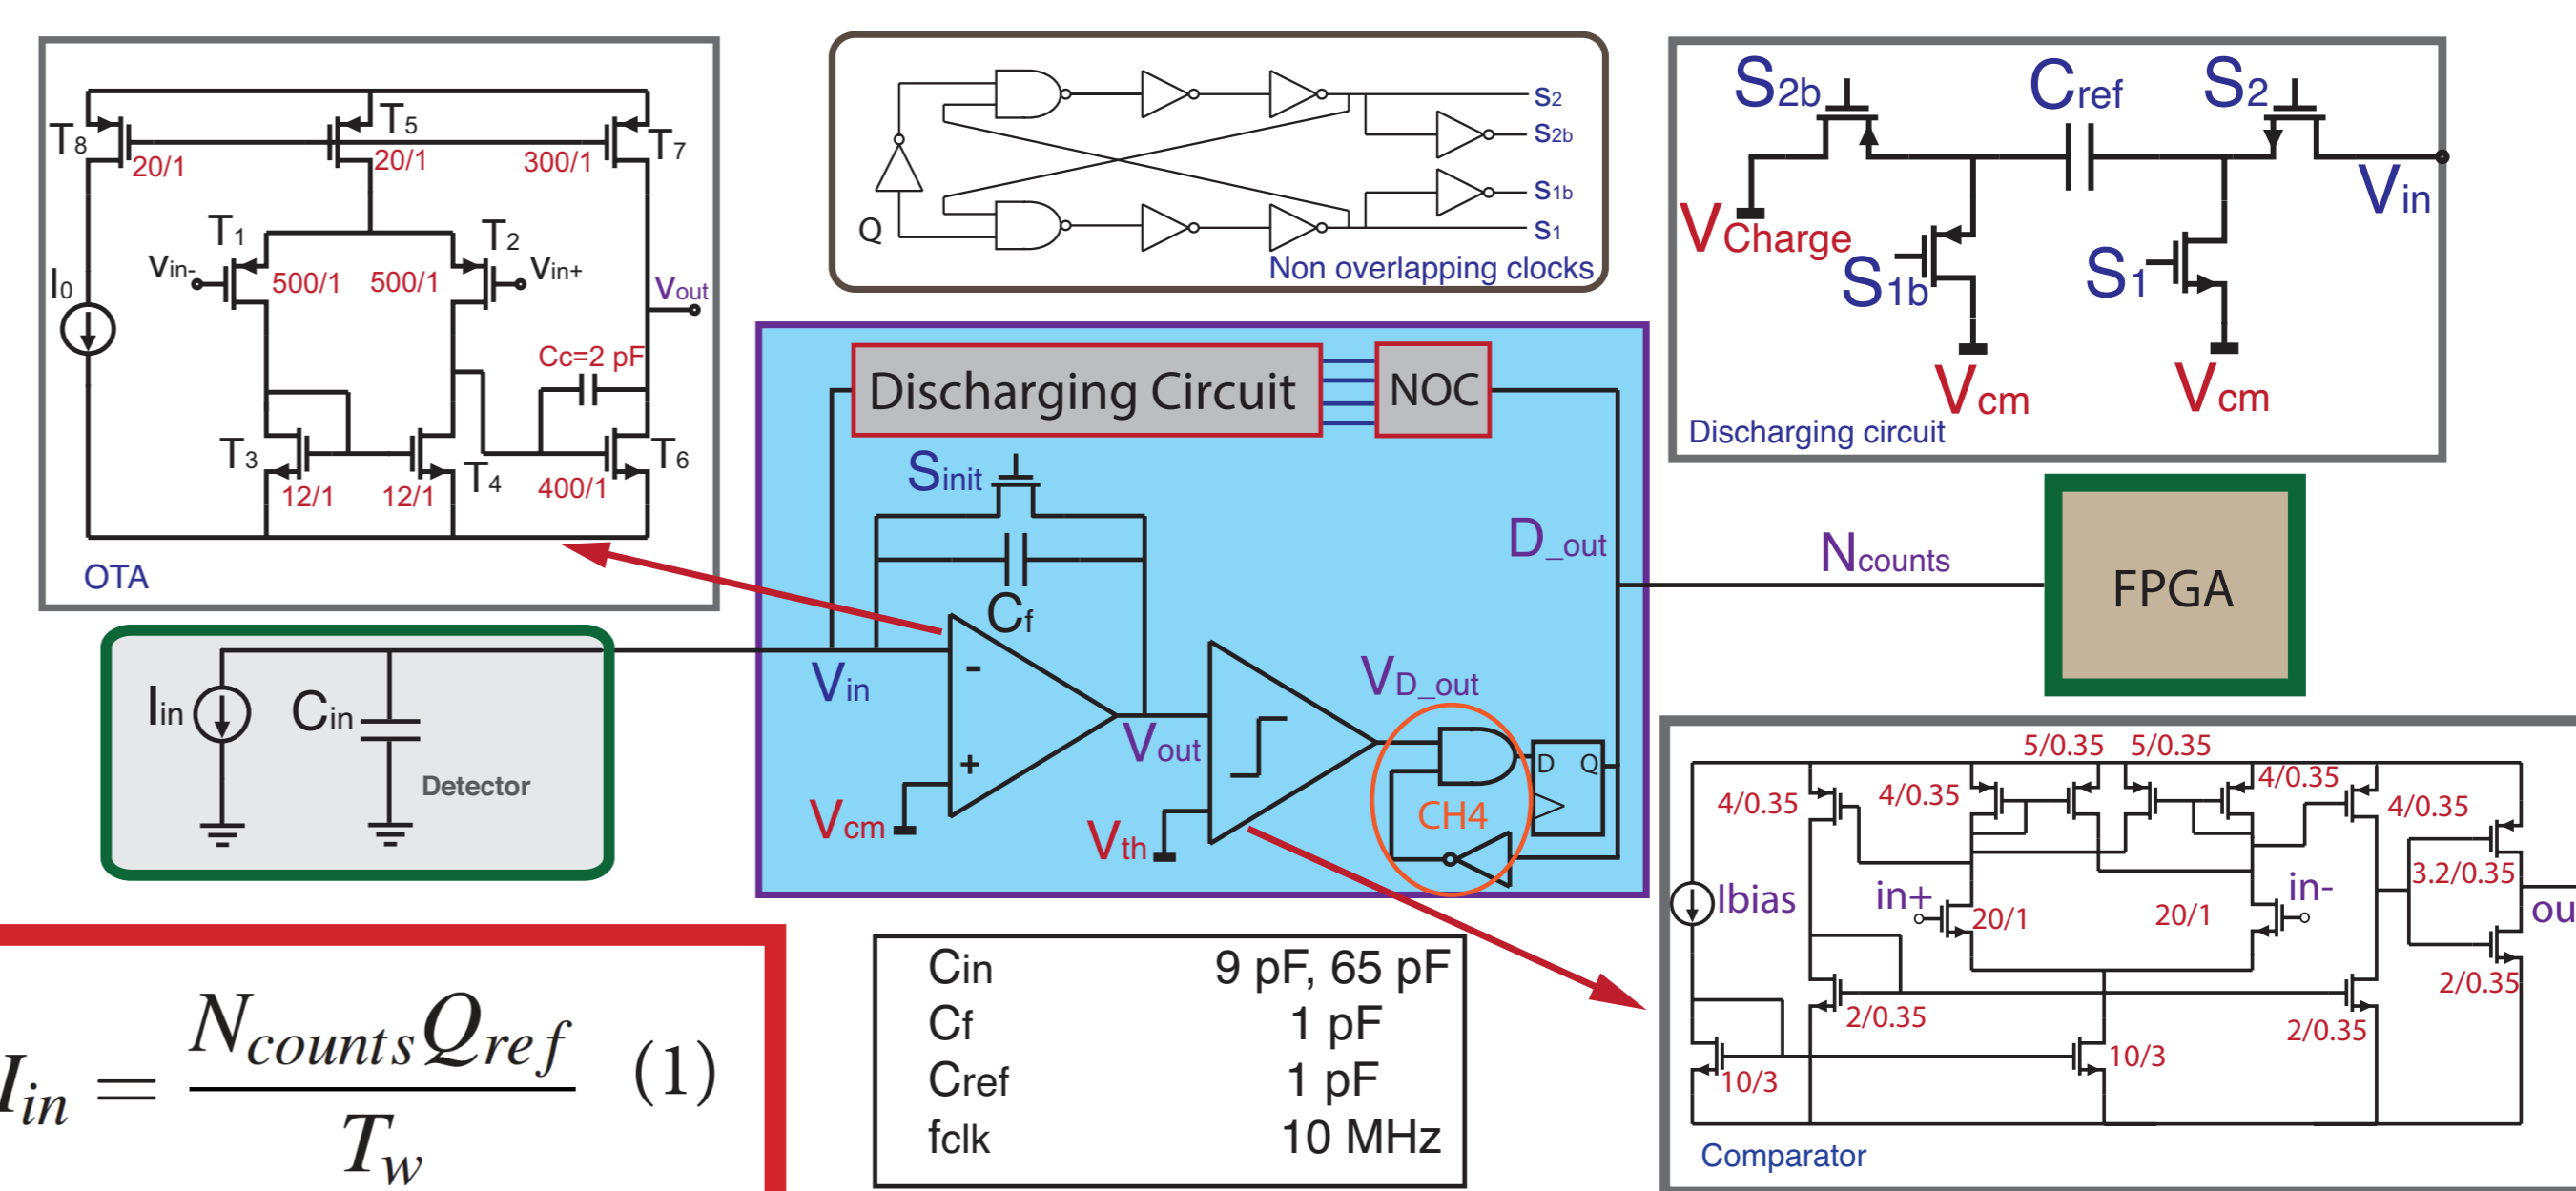 T8
20/1
T5
20/1
300/1
T7
T1
T2
Vin-
500/1
500/1
Vin+
I0
Vout
Cc=2 pF
T3
12/1
12/1
T4
400/1
T6
OTA
Q
S2
S2b
S1b
S1
Non overlapping clocks
S2b
Cref
S2
VCharge
Vin
S1b
S1
Vcm
Vcm
Discharging circuit
Discharging Circuit
NOC
Sinit
Cf
D_out
Vin
-
+
Vcm
Vout
Vth
VD_out
CH4
D Q
Ncounts
FPGA
Iin
Cin
Detector
Iin = NcountsQref / Tw (1)
Cin 9 pF, 65 pF
Cf 1 pF
Cref 1 pF
fclk 10 MHz
5/0.35 5/0.35
4/0.35
4/0.35
4/0.35
4/0.35
Ibias
in+
20/1
20/1
in-
3.2/0.35
ou
2/0.35
2/0.35
2/0.35
10/3
10/3
Comparator